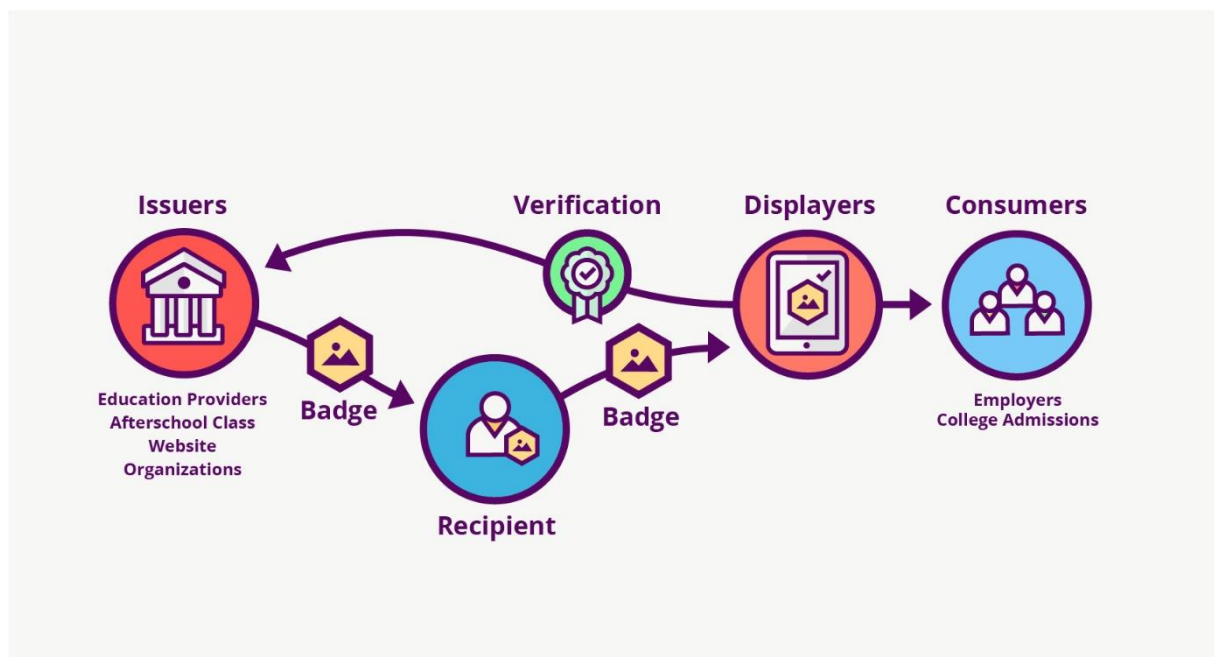 Issuers
Verification
Displayers
Consumers
Education Providers
Afterschool Class
Website
Organizations
Badge
Recipient
Badge
Employers
College Admissions